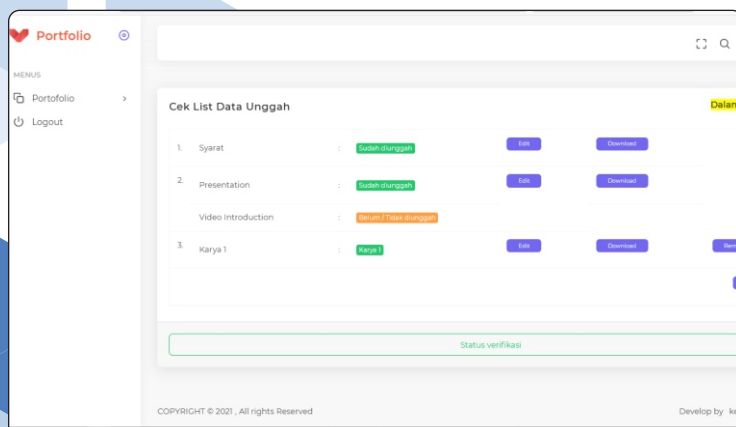 Portfolio
MENUS
Portofolio
Logout
Cek List Data Unggah
1. Syarat : Sudah diunggah Edit Download
2. Presentation : Sudah diunggah Edit Download
Video Introduction : Belum / Tidak diunggah
3. Karya 1 : Karya 1 Edit Download
Status verifikasi
COPYRIGHT © 2021 , All rights Reserved
Develop by